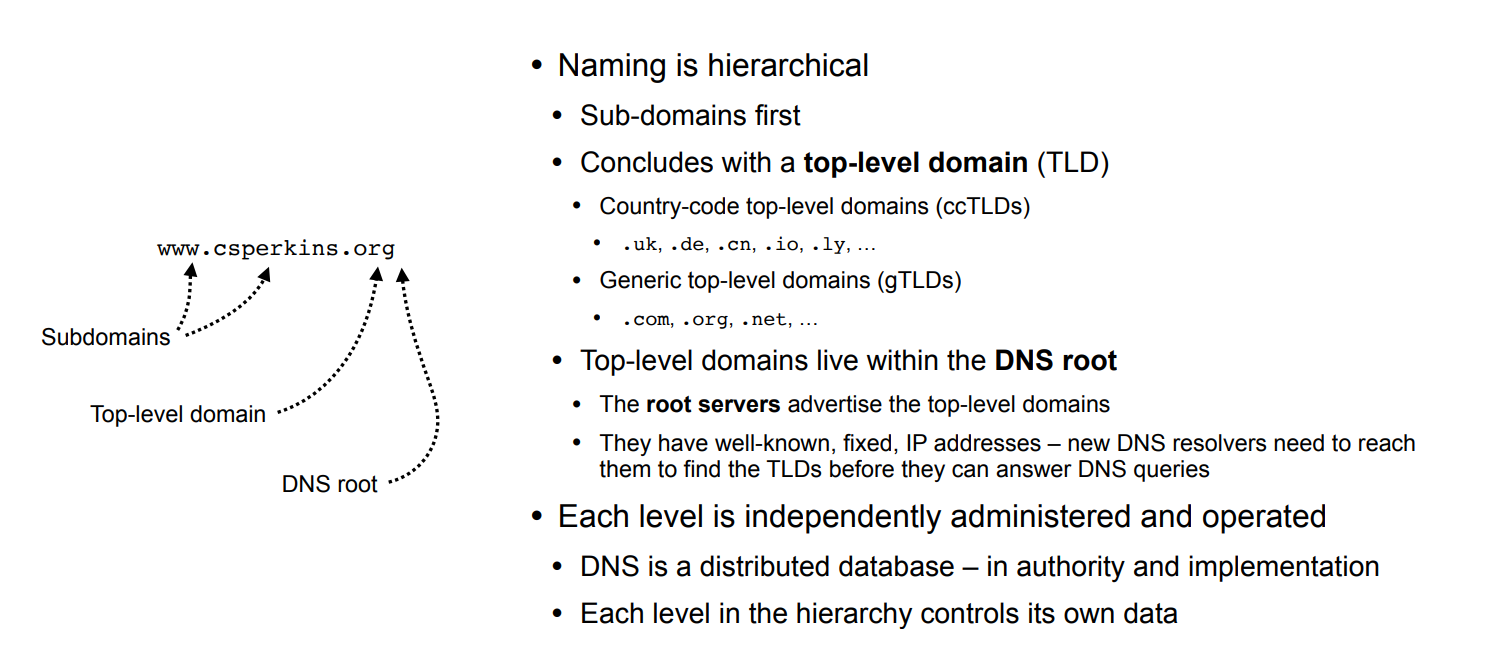 www.csperkins.org
Subdomains
Top-level domain
DNS root
• Naming is hierarchical
• Sub-domains first
• Concludes with a top-level domain (TLD)
• Country-code top-level domains (ccTLDs)
• .uk, .de, .cn, .io, .ly, …
• Generic top-level domains (gTLDs)
• .com, .org, .net, …
• Top-level domains live within the DNS root
• The root servers advertise the top-level domains
• They have well-known, fixed, IP addresses – new DNS resolvers need to reach
them to find the TLDs before they can answer DNS queries
• Each level is independently administered and operated
• DNS is a distributed database – in authority and implementation
• Each level in the hierarchy controls its own data